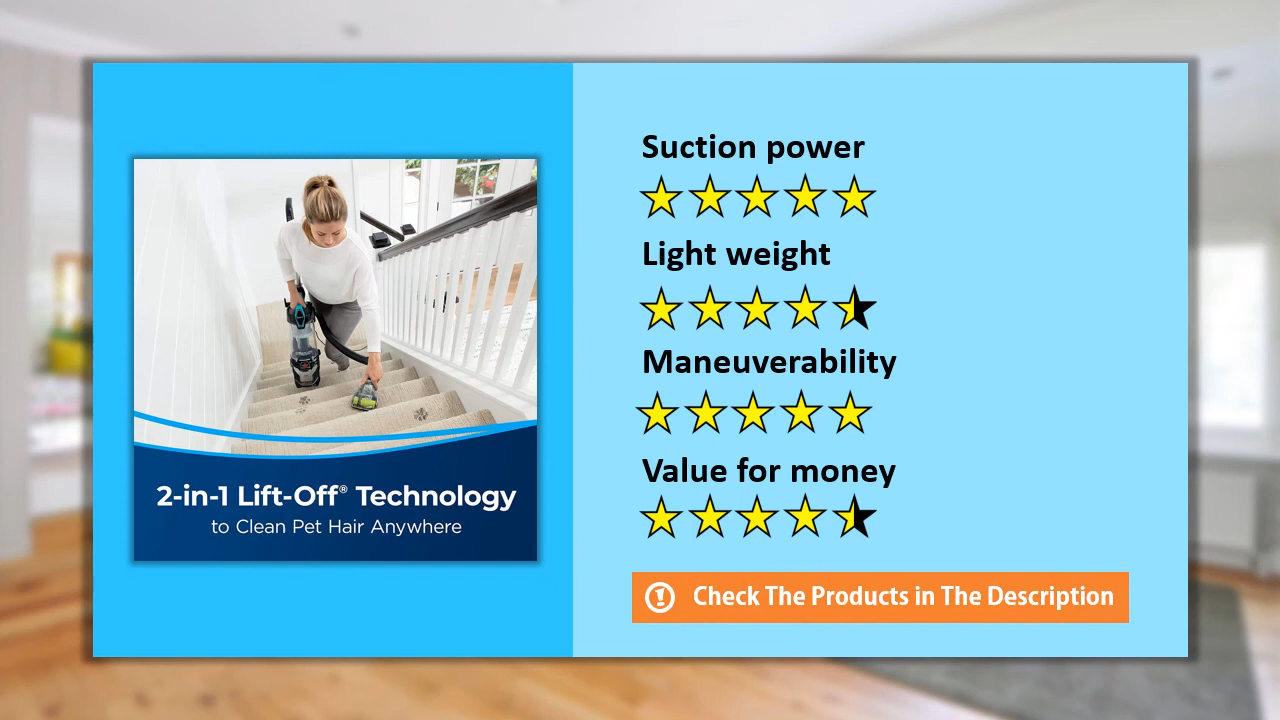 Suction power
Light weight
Maneuverability
Value for money
2-in-1 Lift-Off® Technology
to Clean Pet Hair Anywhere
Check The Products in The Description